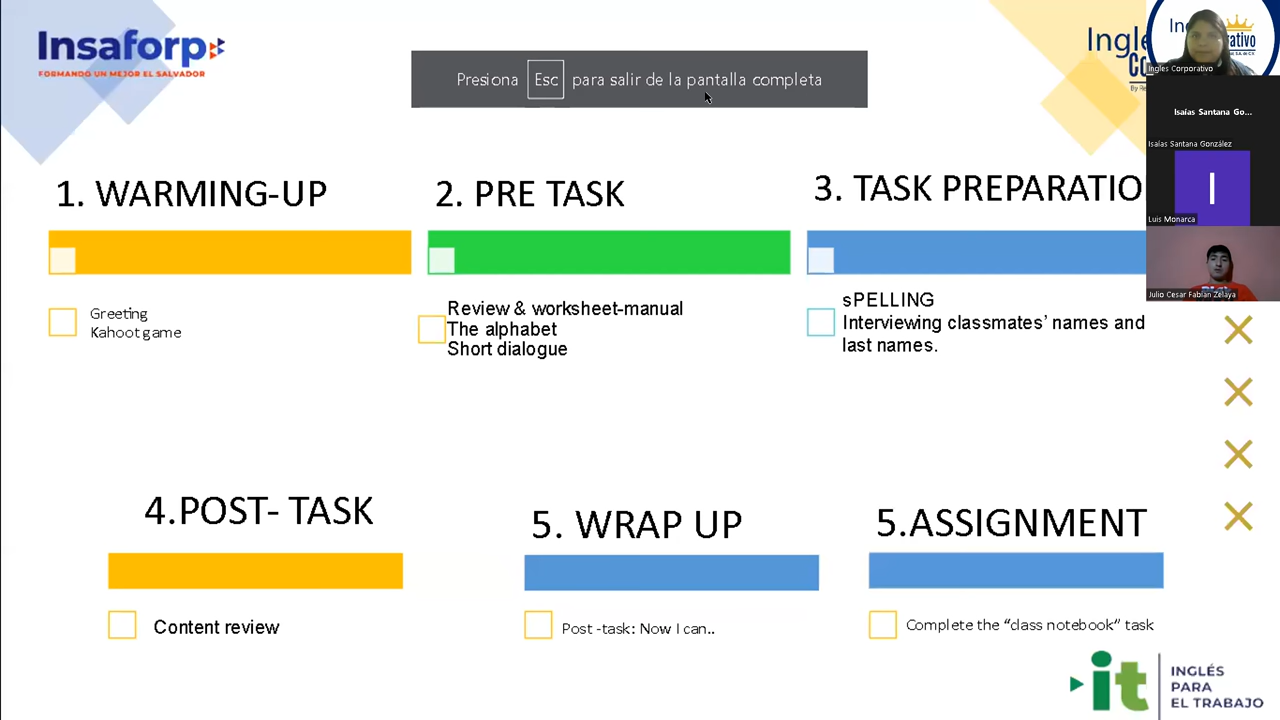 Insaforp
FORMANDO UN MEJOR EL SALVADOR
Presiona Esc para salir de la pantalla completa
Ingles Corporativo
Isaías Santana Go...
Isaías Santana González
I
Luis Monarca
Julio Cesar Fabian Zelaya
1. WARMING-UP
Greeting
Kahoot game
2. PRE TASK
Review & worksheet-manual
The alphabet
Short dialogue
3. TASK PREPARATIO
sPELLING
Interviewing classmates’ names and
last names.
4.POST- TASK
Content review
5. WRAP UP
Post -task: Now I can..
5.ASSIGNMENT
Complete the “class notebook” task
it
INGLÉS
PARA
EL TRABAJO